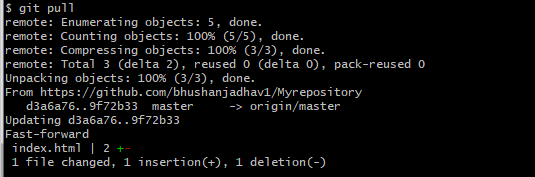 $ git pull
remote: Enumerating objects: 5, done.
remote: Counting objects: 100% (5/5), done.
remote: Compressing objects: 100% (3/3), done.
remote: Total 3 (delta 2), reused 0 (delta 0), pack-reused 0
Unpacking objects: 100% (3/3), done.
From https://github.com/bhushanjadhav1/Myrepository
   d3a6a76..9f72b33  master     -> origin/master
Updating d3a6a76..9f72b33
Fast-forward
 index.html | 2 +-
 1 file changed, 1 insertion(+), 1 deletion(-)